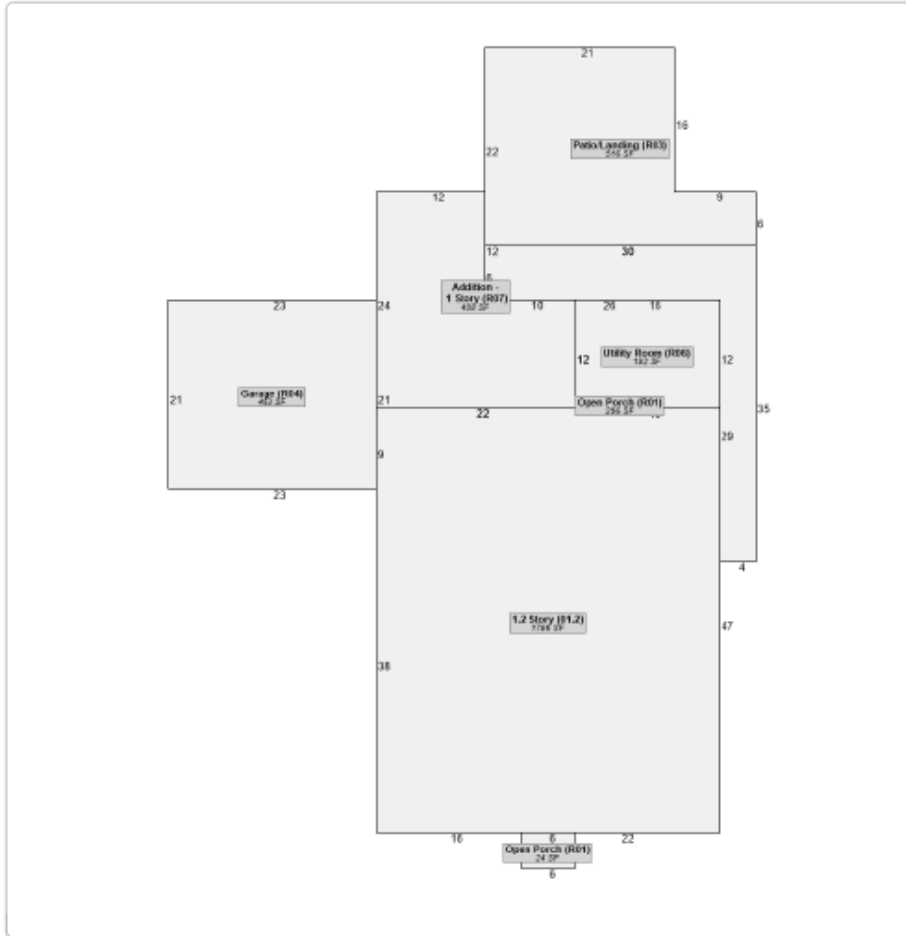 21
16
Patio/Landing (R03)
516 SF
22
12
9
6
12
30
Addition -
1 Story (R07)
23
24
10
26
16
12
Utility Room (R06)
12
Garage (R04)
21
21
Open Porch (R01)
35
22
29
9
23
4
1.2 Story (01.2)
47
38
16
6
22
Open Porch (R01)
24 SF
6